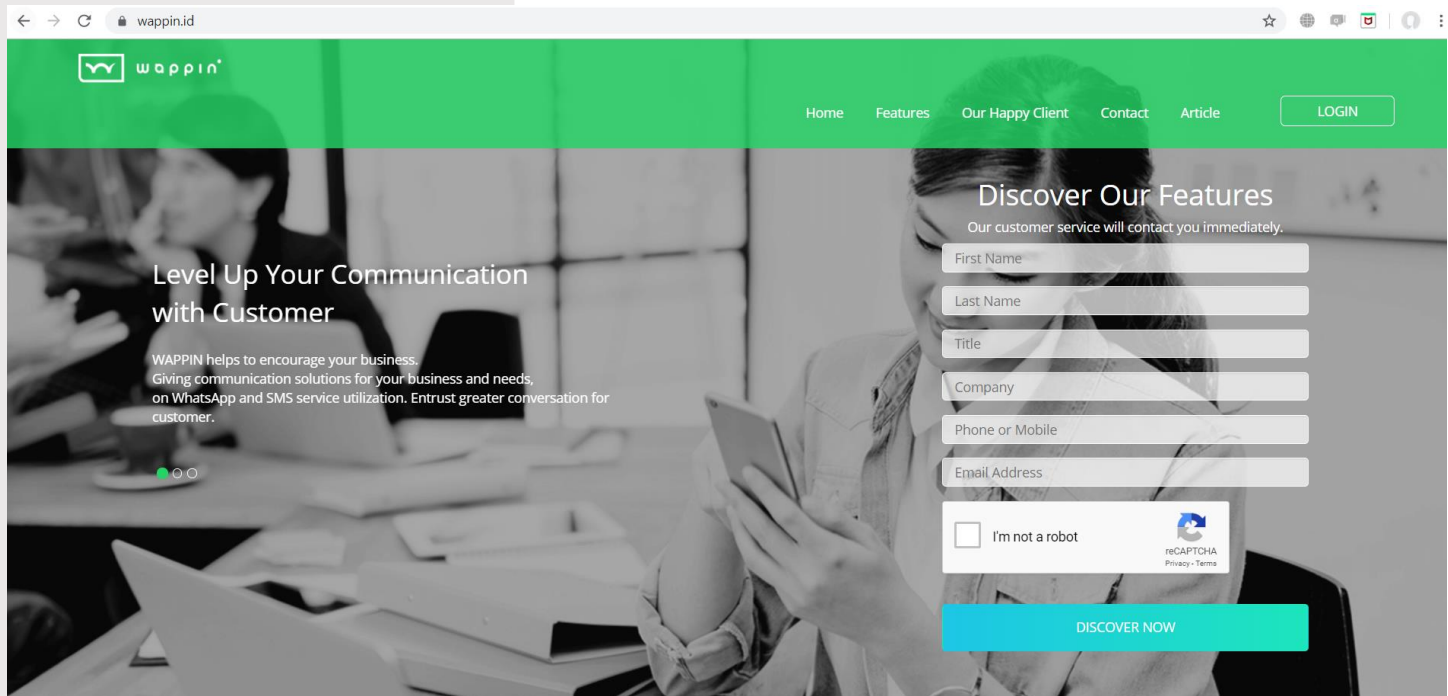 wappin.id
wappin
Home Features Our Happy Client Contact Article LOGIN
Level Up Your Communication
with Customer
WAPPIN helps to encourage your business.
Giving communication solutions for your business and needs,
on WhatsApp and SMS service utilization. Entrust greater conversation for
customer.
Discover Our Features
Our customer service will contact you immediately.
First Name
Last Name
Title
Company
Phone or Mobile
Email Address
I'm not a robot
reCAPTCHA
Privacy - Terms
DISCOVER NOW